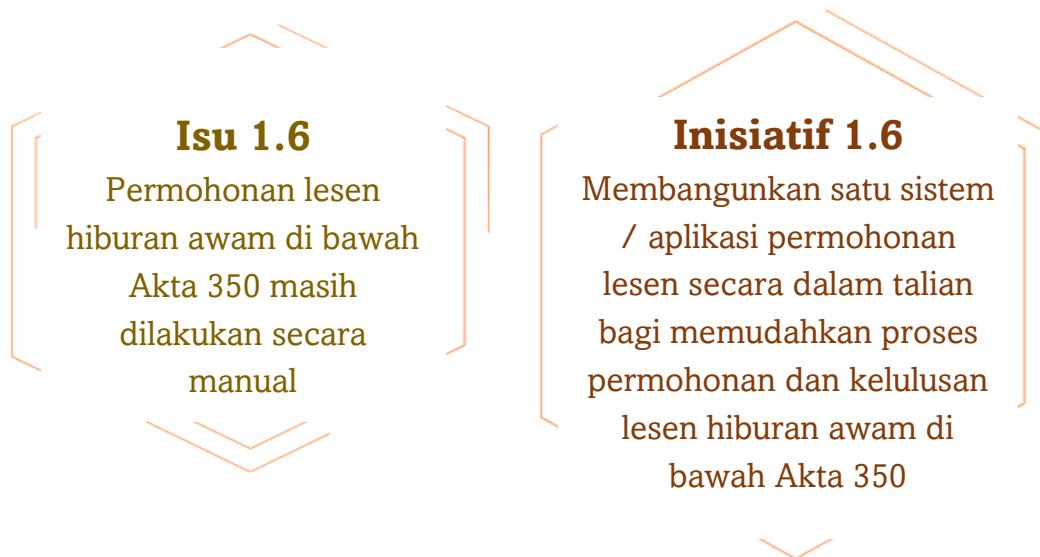 Isu 1.6
Permohonan lesen
hiburan awam di bawah
Akta 350 masih
dilakukan secara
manual
Inisiatif 1.6
Membangunkan satu sistem
/ aplikasi permohonan
lesen secara dalam talian
bagi memudahkan proses
permohonan dan kelulusan
lesen hiburan awam di
bawah Akta 350